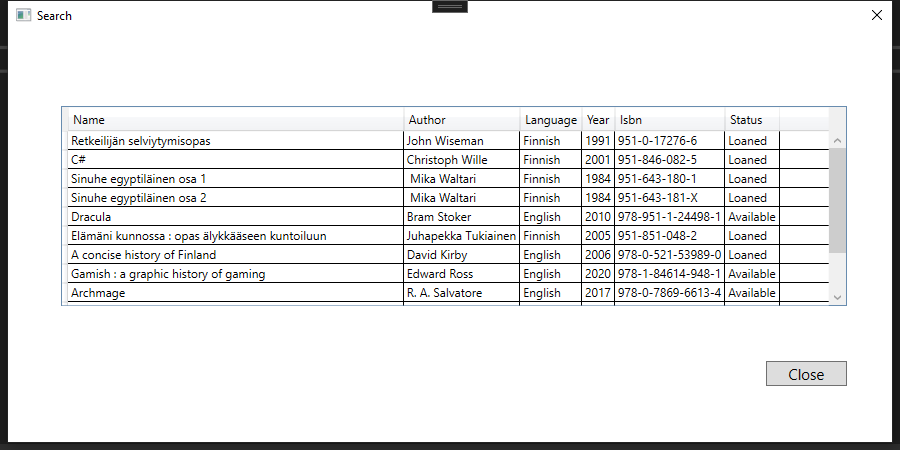 Search
Name Author Language Year Isbn Status
Retkeilijän selviytymisopas John Wiseman Finnish 1991 951-0-17276-6 Loaned
C# Christoph Wille Finnish 2001 951-846-082-5 Loaned
Sinuhe egyptiläinen osa 1 Mika Waltari Finnish 1984 951-643-180-1 Loaned
Sinuhe egyptiläinen osa 2 Mika Waltari Finnish 1984 951-643-181-X Loaned
Dracula Bram Stoker English 2010 978-951-1-24498-1 Available
Elämäni kunnossa : opas älykkääseen kuntoiluun Juhapekka Tukiainen Finnish 2005 951-851-048-2 Loaned
A concise history of Finland David Kirby English 2006 978-0-521-53989-0 Loaned
Gamish : a graphic history of gaming Edward Ross English 2020 978-1-84614-948-1 Available
Archmage R. A. Salvatore English 2017 978-0-7869-6613-4 Available
Close